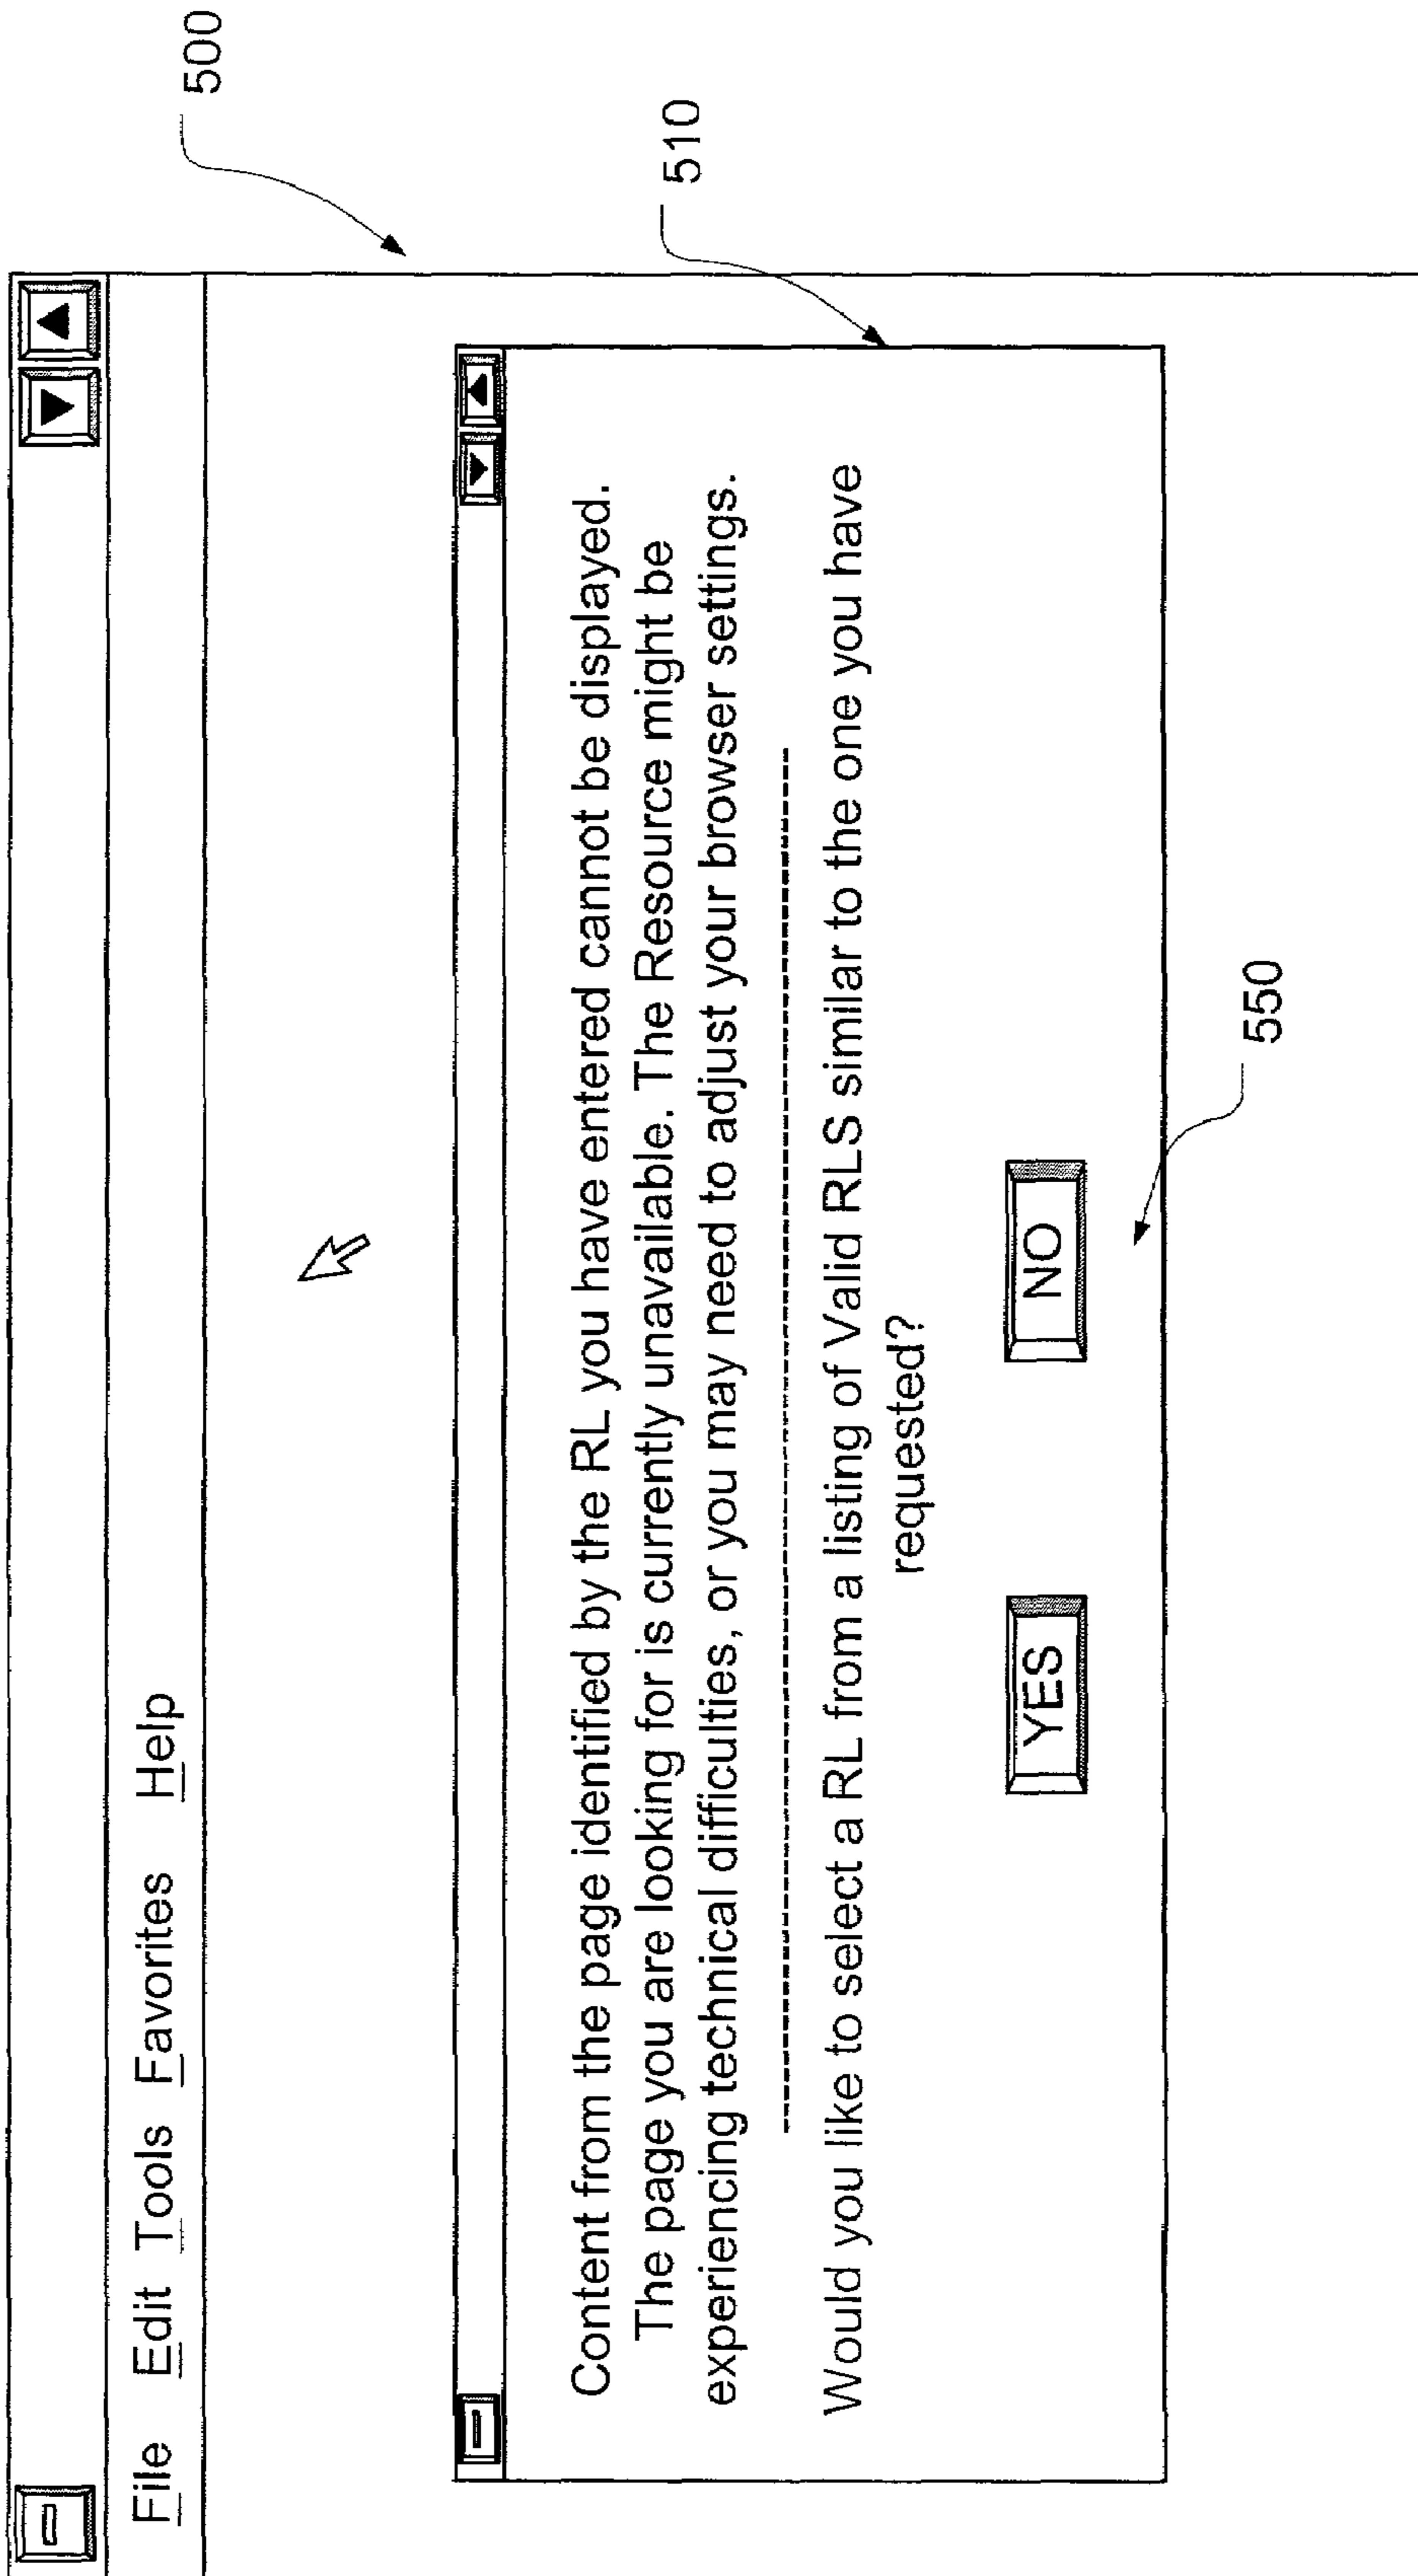 500
File Edit Tools Favorites Help
510
Content from the page identified by the RL you have entered cannot be displayed.
The page you are looking for is currently unavailable. The Resource might be
experiencing technical difficulties, or you may need to adjust your browser settings.
Would you like to select a RL from a listing of Valid RLS similar to the one you have
requested?
YES NO
550